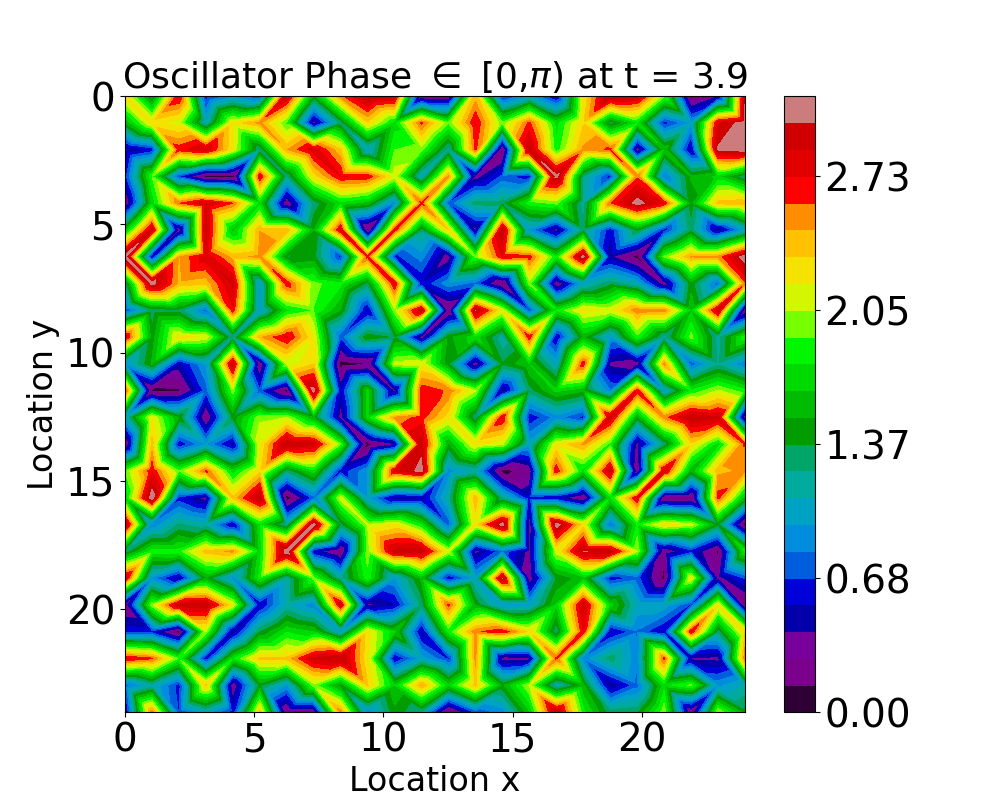 Oscillator Phase ∈ [0,π) at t = 3.9
0
5
10
15
20
Location y
0 5 10 15 20
Location x
2.73
2.05
1.37
0.68
0.00